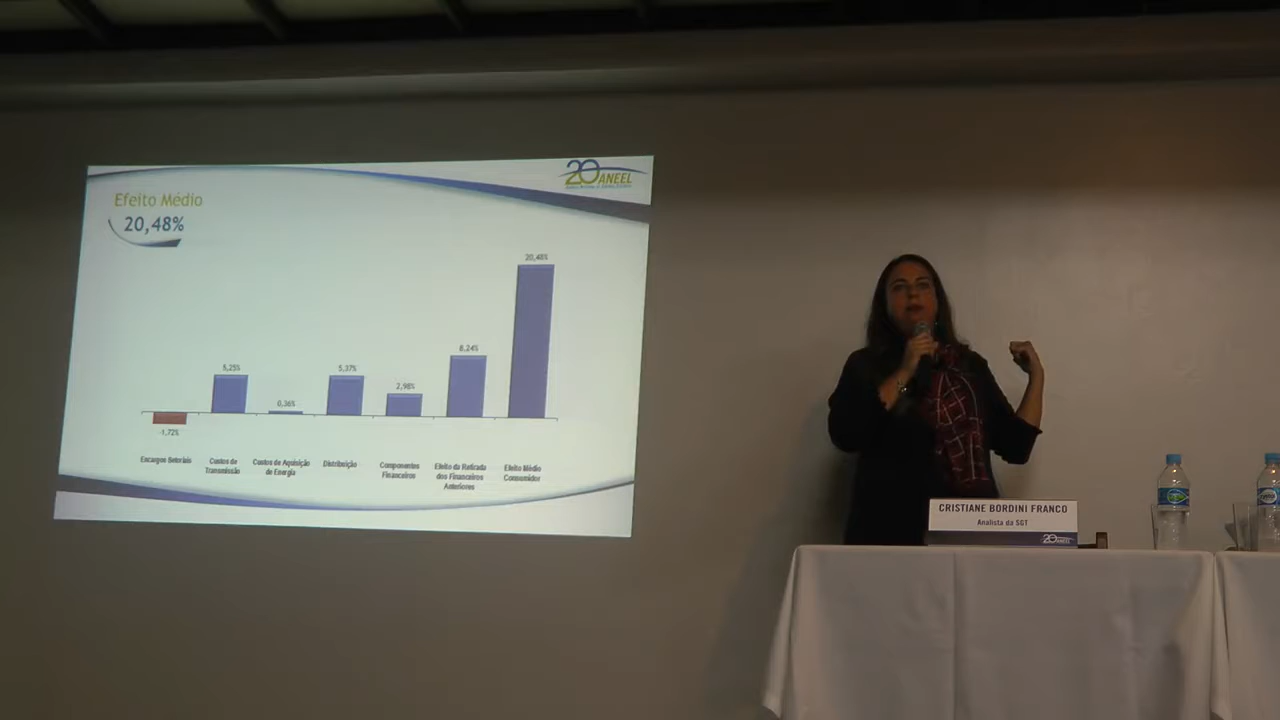 20 ANEEL
Efeito Médio
20,48%
20,48%
8,24%
5,25%
5,37%
2,98%
0,36%
-1,72%
Encargos Setoriais
Custos de
Transmissão
Custos de Aquisição
de Energia
Distribuição
Componentes
Financeiros
Efeito da Retirada
dos Financeiros
Anteriores
Efeito Médio
Consumidor
CRISTIANE BORDINI FRANCO
Analista da SGT
20 ANEEL